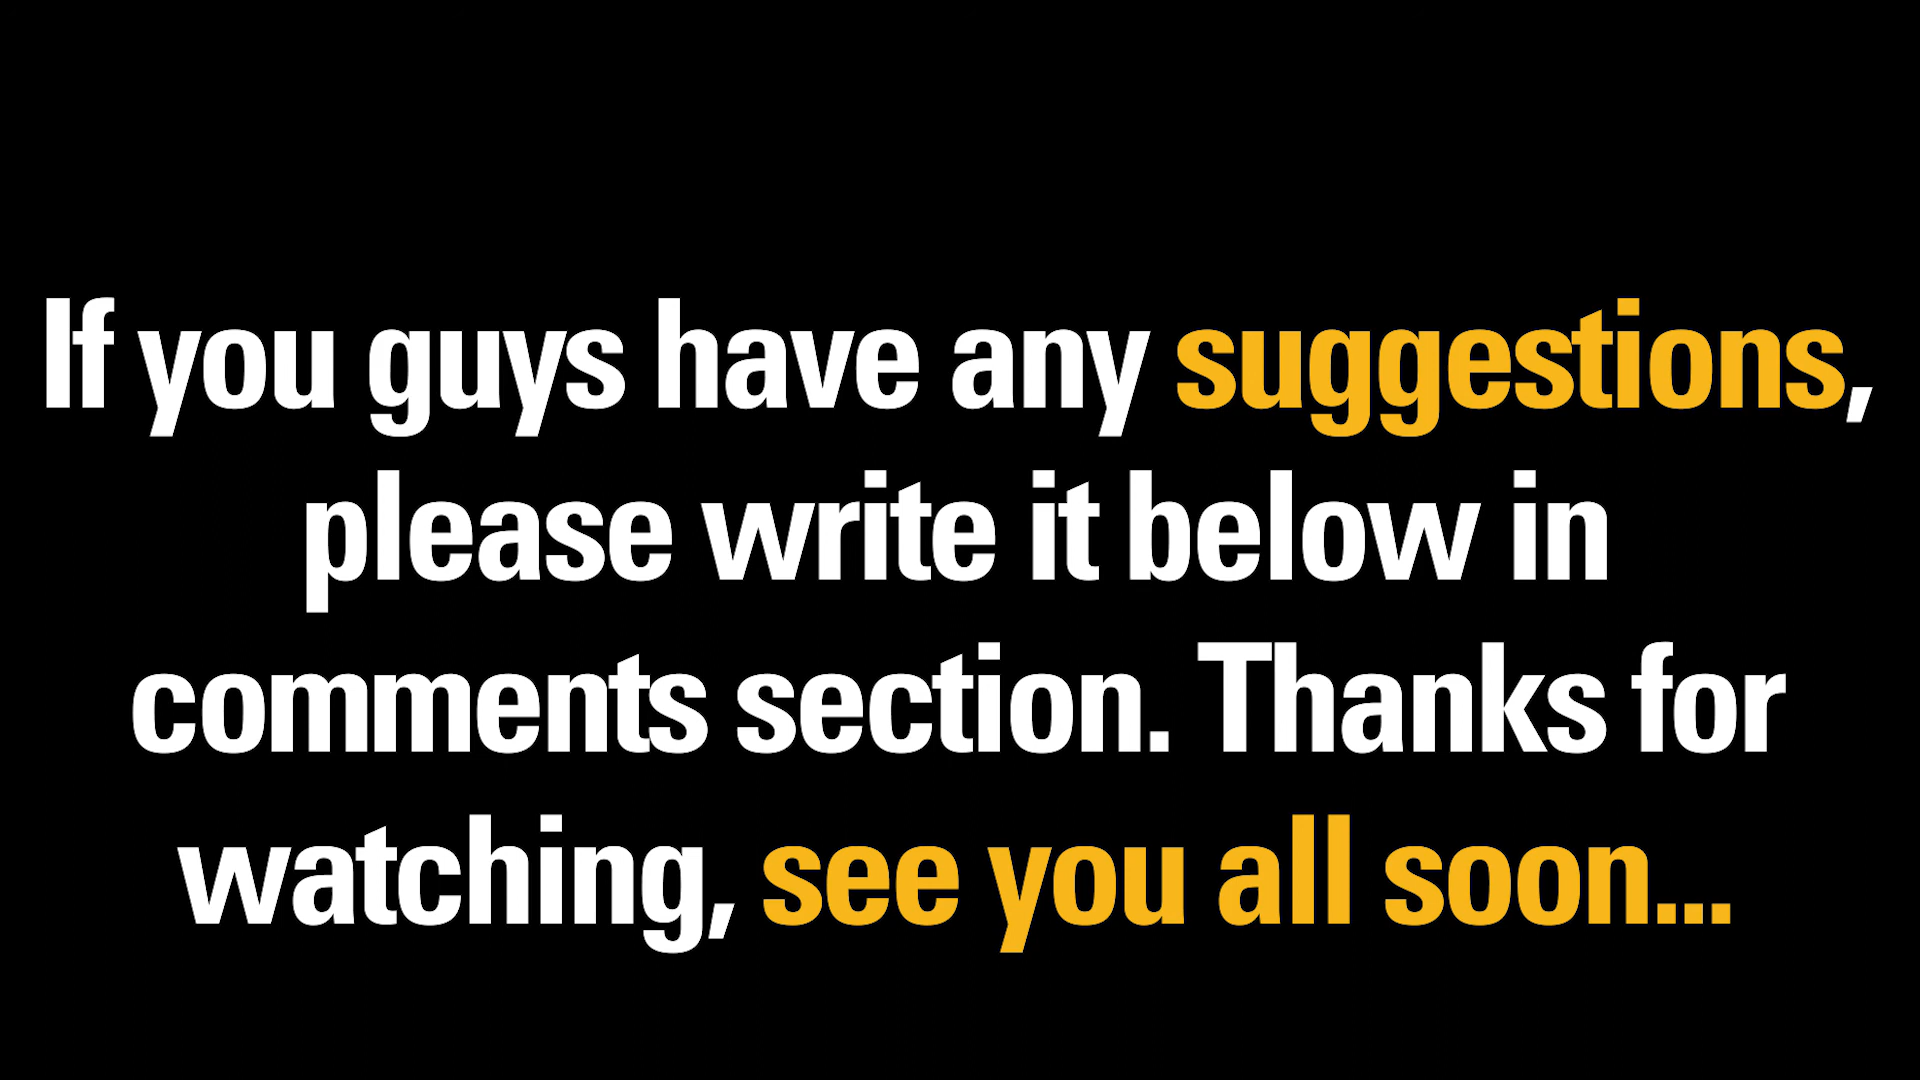 If you guys have any suggestions,
please write it below in
comments section. Thanks for
watching, see you all soon...